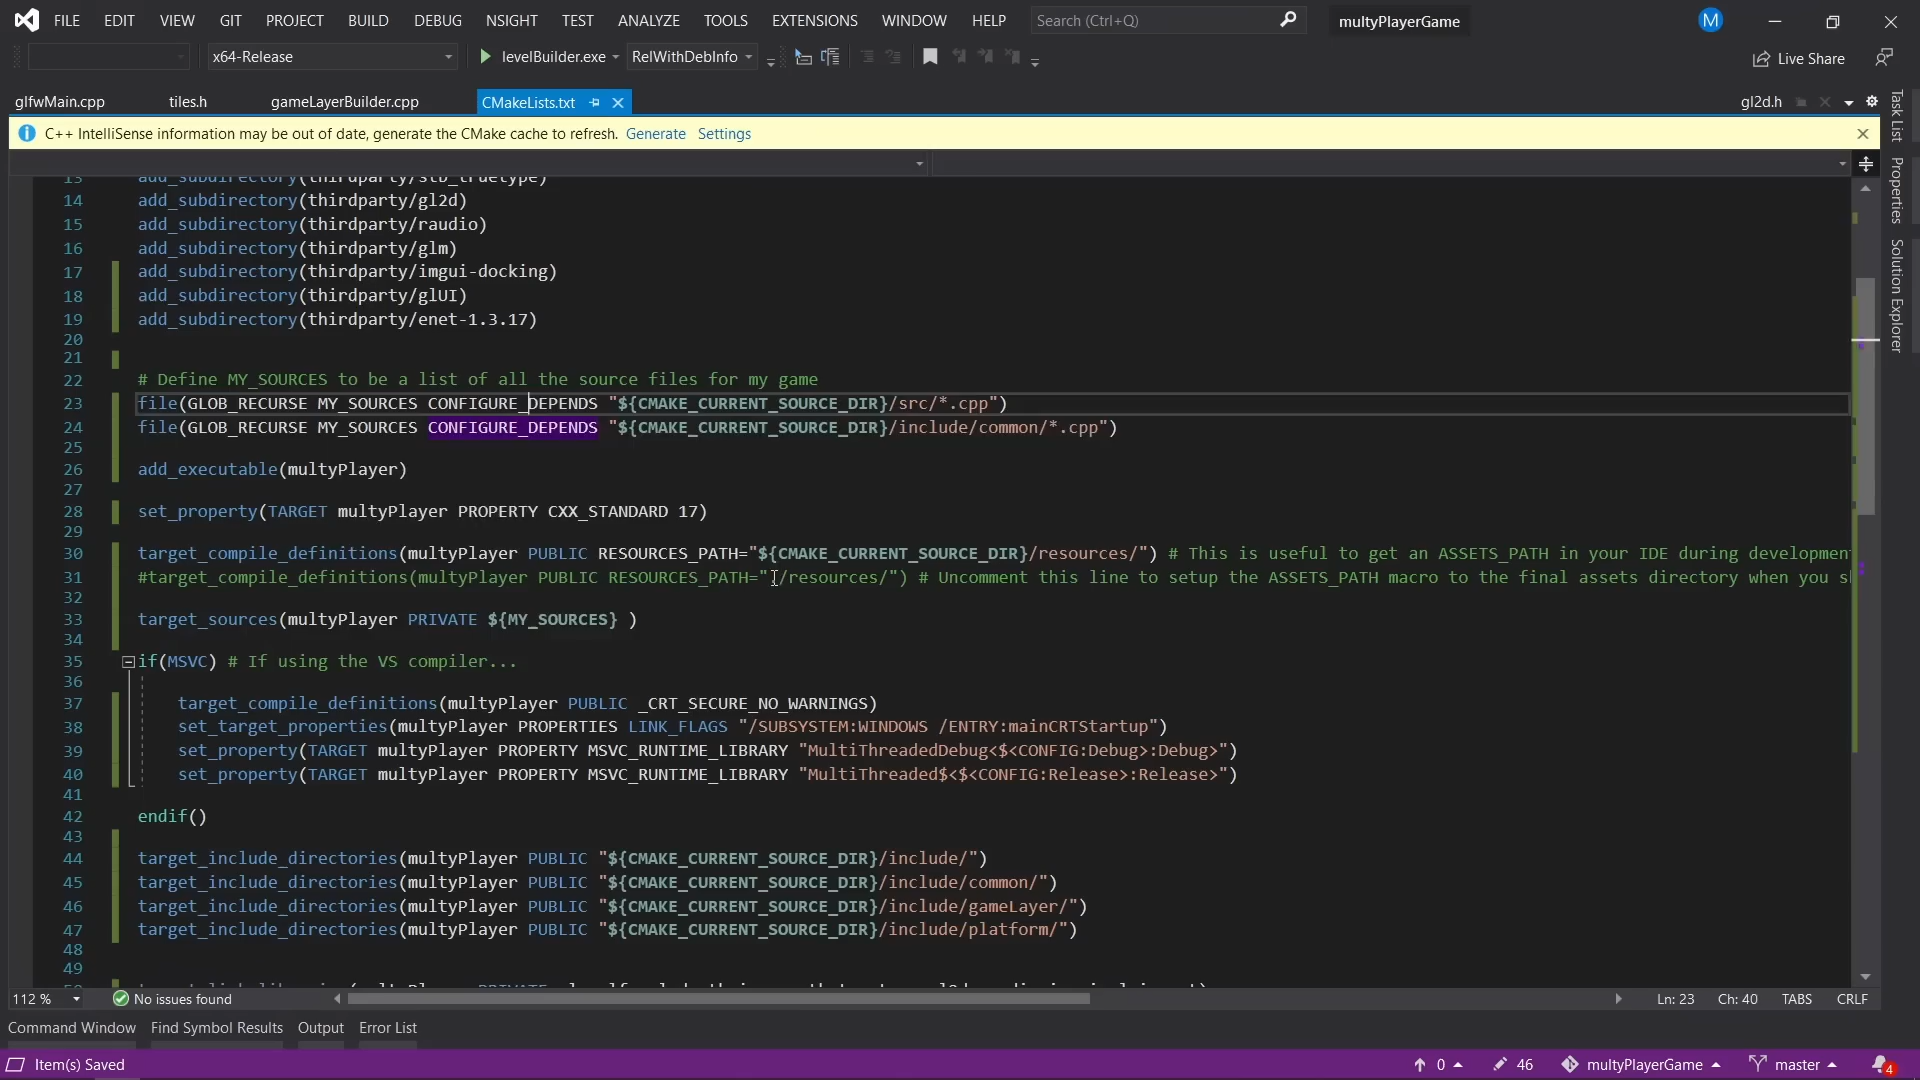 FILE EDIT VIEW GIT PROJECT BUILD DEBUG NSIGHT TEST ANALYZE TOOLS EXTENSIONS WINDOW HELP Search (Ctrl+Q) multyPlayerGame M
x64-Release levelBuilder.exe RelWithDebInfo Live Share
glfwMain.cpp tiles.h gameLayerBuilder.cpp CMakeLists.txt gl2d.h
C++ IntelliSense information may be out of date, generate the CMake cache to refresh. Generate Settings
Task List
Properties
Solution Explorer
13 add_subdirectory(thirdparty/stb_truetype)
14 add_subdirectory(thirdparty/gl2d)
15 add_subdirectory(thirdparty/raudio)
16 add_subdirectory(thirdparty/glm)
17 add_subdirectory(thirdparty/imgui-docking)
18 add_subdirectory(thirdparty/glUI)
19 add_subdirectory(thirdparty/enet-1.3.17)
20
21
22 # Define MY_SOURCES to be a list of all the source files for my game
23 file(GLOB_RECURSE MY_SOURCES CONFIGURE_DEPENDS "${CMAKE_CURRENT_SOURCE_DIR}/src/*.cpp")
24 file(GLOB_RECURSE MY_SOURCES CONFIGURE_DEPENDS "${CMAKE_CURRENT_SOURCE_DIR}/include/common/*.cpp")
25
26 add_executable(multyPlayer)
27
28 set_property(TARGET multyPlayer PROPERTY CXX_STANDARD 17)
29
30 target_compile_definitions(multyPlayer PUBLIC RESOURCES_PATH="${CMAKE_CURRENT_SOURCE_DIR}/resources/") # This is useful to get an ASSETS_PATH in your IDE during developmen
31 #target_compile_definitions(multyPlayer PUBLIC RESOURCES_PATH="./resources/") # Uncomment this line to setup the ASSETS_PATH macro to the final assets directory when you s
32
33 target_sources(multyPlayer PRIVATE ${MY_SOURCES} )
34
35 if(MSVC) # If using the VS compiler...
36
37 target_compile_definitions(multyPlayer PUBLIC _CRT_SECURE_NO_WARNINGS)
38 set_target_properties(multyPlayer PROPERTIES LINK_FLAGS "/SUBSYSTEM:WINDOWS /ENTRY:mainCRTStartup")
39 set_property(TARGET multyPlayer PROPERTY MSVC_RUNTIME_LIBRARY "MultiThreadedDebug<$<CONFIG:Debug>:Debug>")
40 set_property(TARGET multyPlayer PROPERTY MSVC_RUNTIME_LIBRARY "MultiThreaded$<$<CONFIG:Release>:Release>")
41
42 endif()
43
44 target_include_directories(multyPlayer PUBLIC "${CMAKE_CURRENT_SOURCE_DIR}/include/")
45 target_include_directories(multyPlayer PUBLIC "${CMAKE_CURRENT_SOURCE_DIR}/include/common/")
46 target_include_directories(multyPlayer PUBLIC "${CMAKE_CURRENT_SOURCE_DIR}/include/gameLayer/")
47 target_include_directories(multyPlayer PUBLIC "${CMAKE_CURRENT_SOURCE_DIR}/include/platform/")
48
49
112 % No issues found Ln: 23 Ch: 40 TABS CRLF
Command Window Find Symbol Results Output Error List
Item(s) Saved 0 46 multyPlayerGame master 4